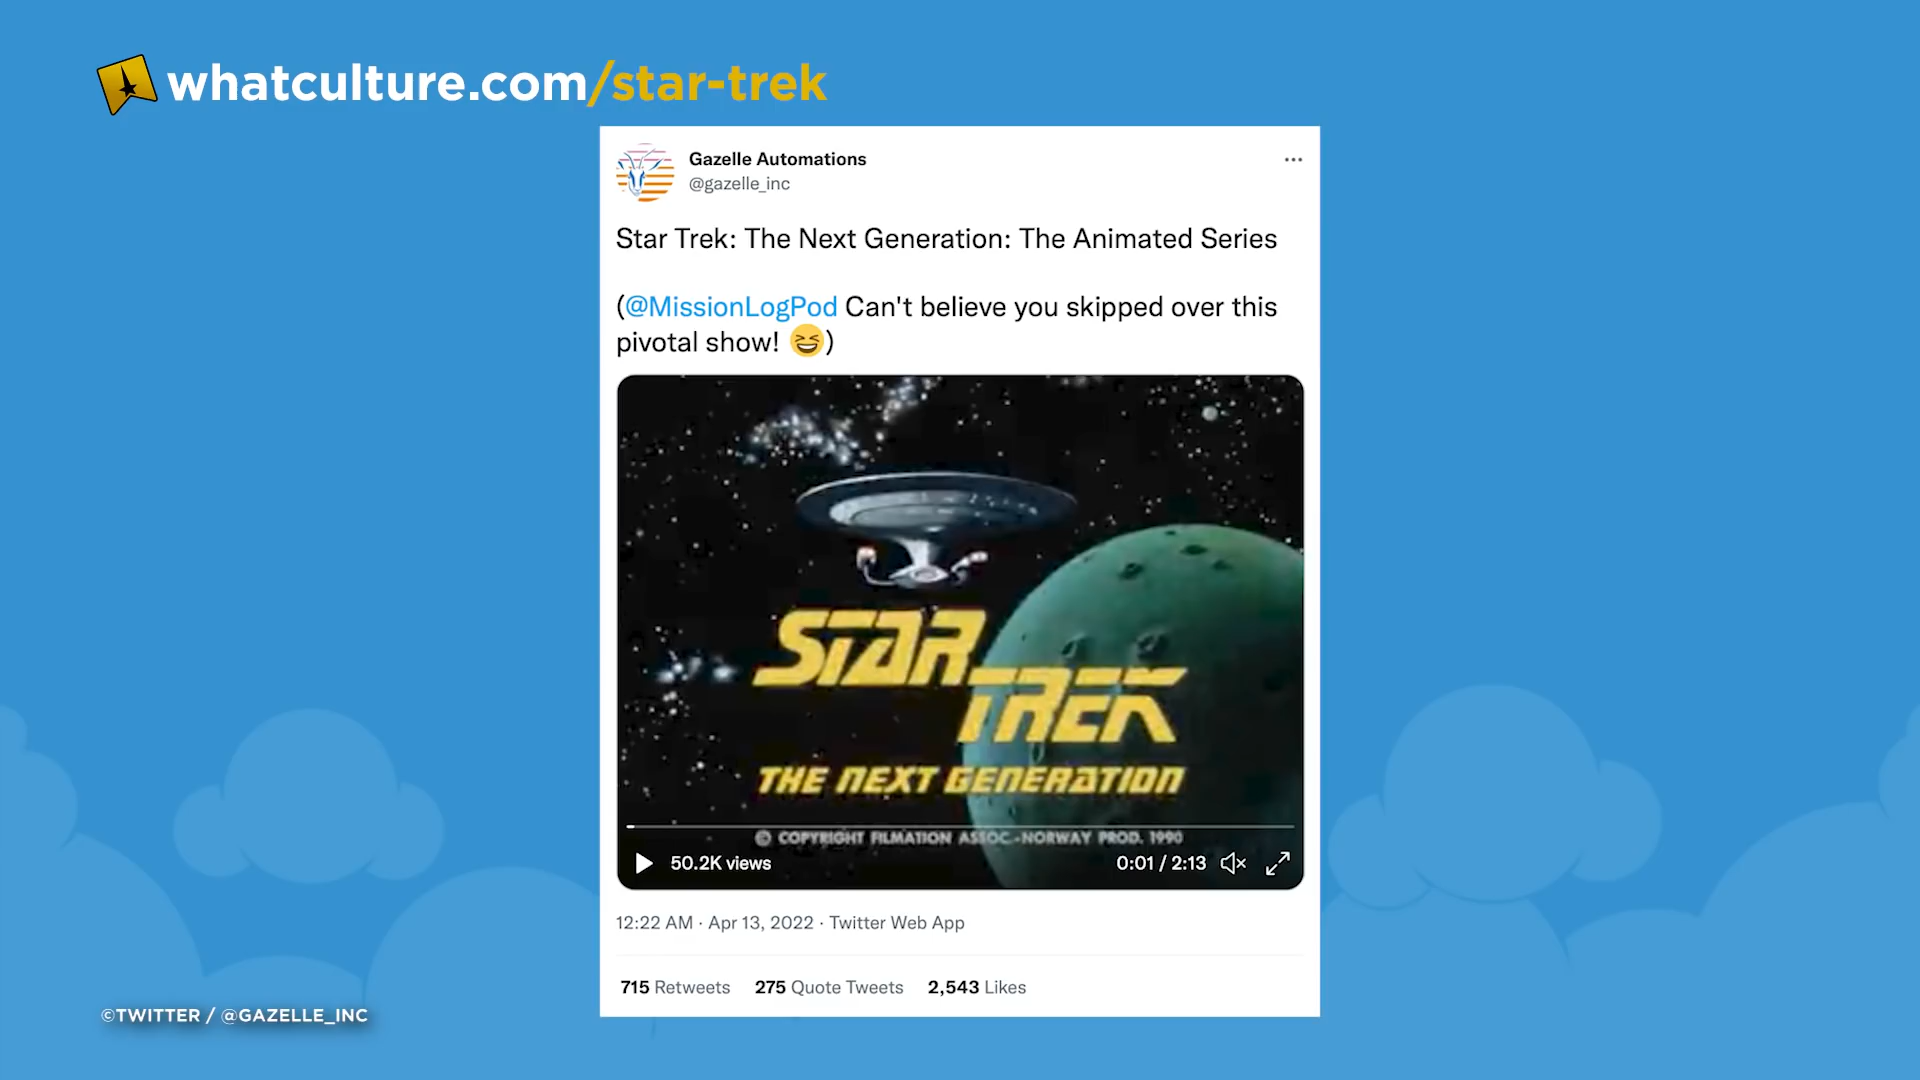 whatculture.com/star-trek
Gazelle Automations
@gazelle_inc
Star Trek: The Next Generation: The Animated Series
(@MissionLogPod Can't believe you skipped over this
pivotal show! 😆)
STAR
TREK
THE NEXT GENERATION
© COPYRIGHT FILMATION ASSOC.-NORWAY PROD. 1990
50.2K views
0:01 / 2:13
12:22 AM · Apr 13, 2022 · Twitter Web App
715 Retweets 275 Quote Tweets 2,543 Likes
©TWITTER / @GAZELLE_INC